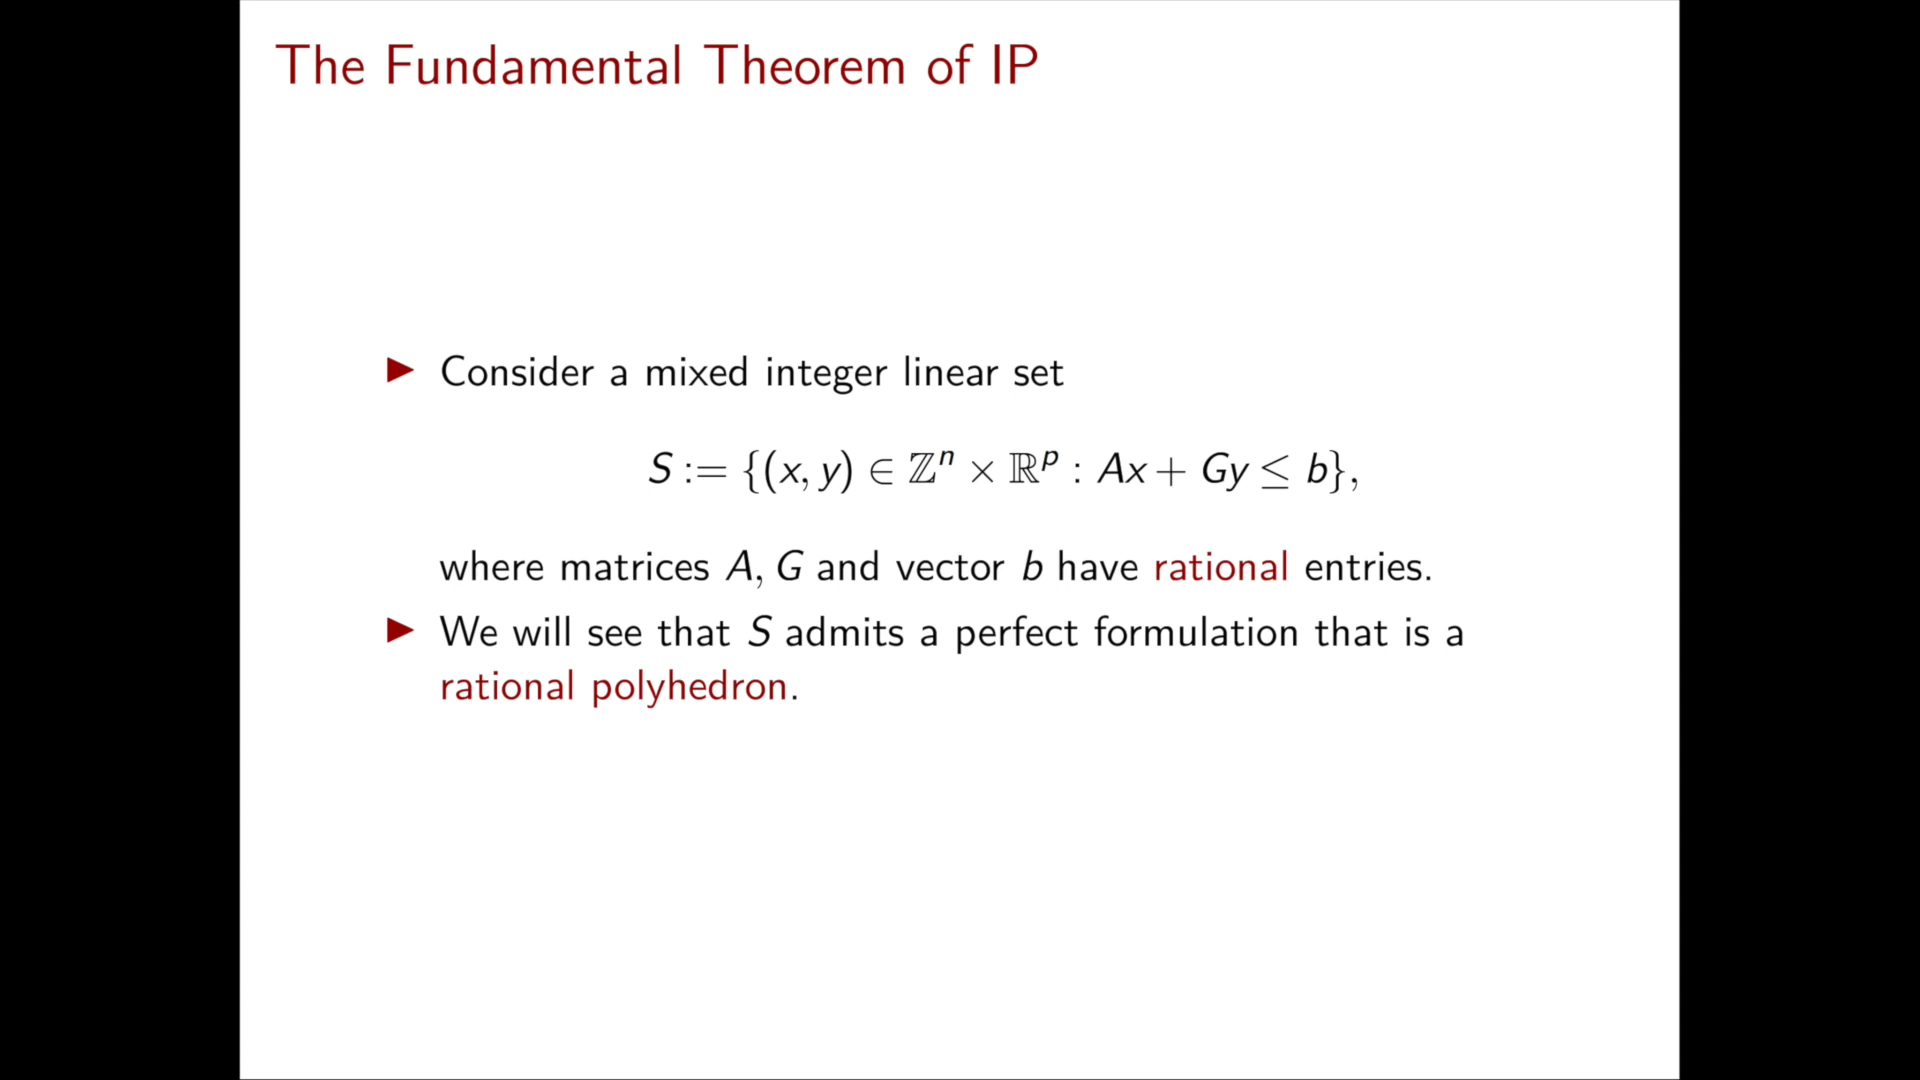 The Fundamental Theorem of IP
▶ Consider a mixed integer linear set
S := {(x, y) ∈ ℤⁿ × ℝᵖ : Ax + Gy ≤ b},
where matrices A, G and vector b have rational entries.
▶ We will see that S admits a perfect formulation that is a
rational polyhedron.